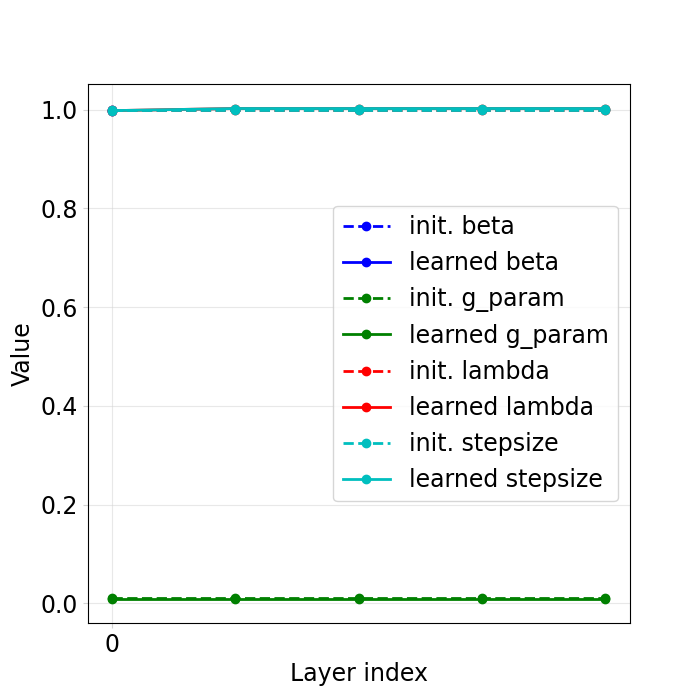 1.0
0.8
0.6
0.4
0.2
0.0
Value
init. beta
learned beta
init. g_param
learned g_param
init. lambda
learned lambda
init. stepsize
learned stepsize
0
Layer index